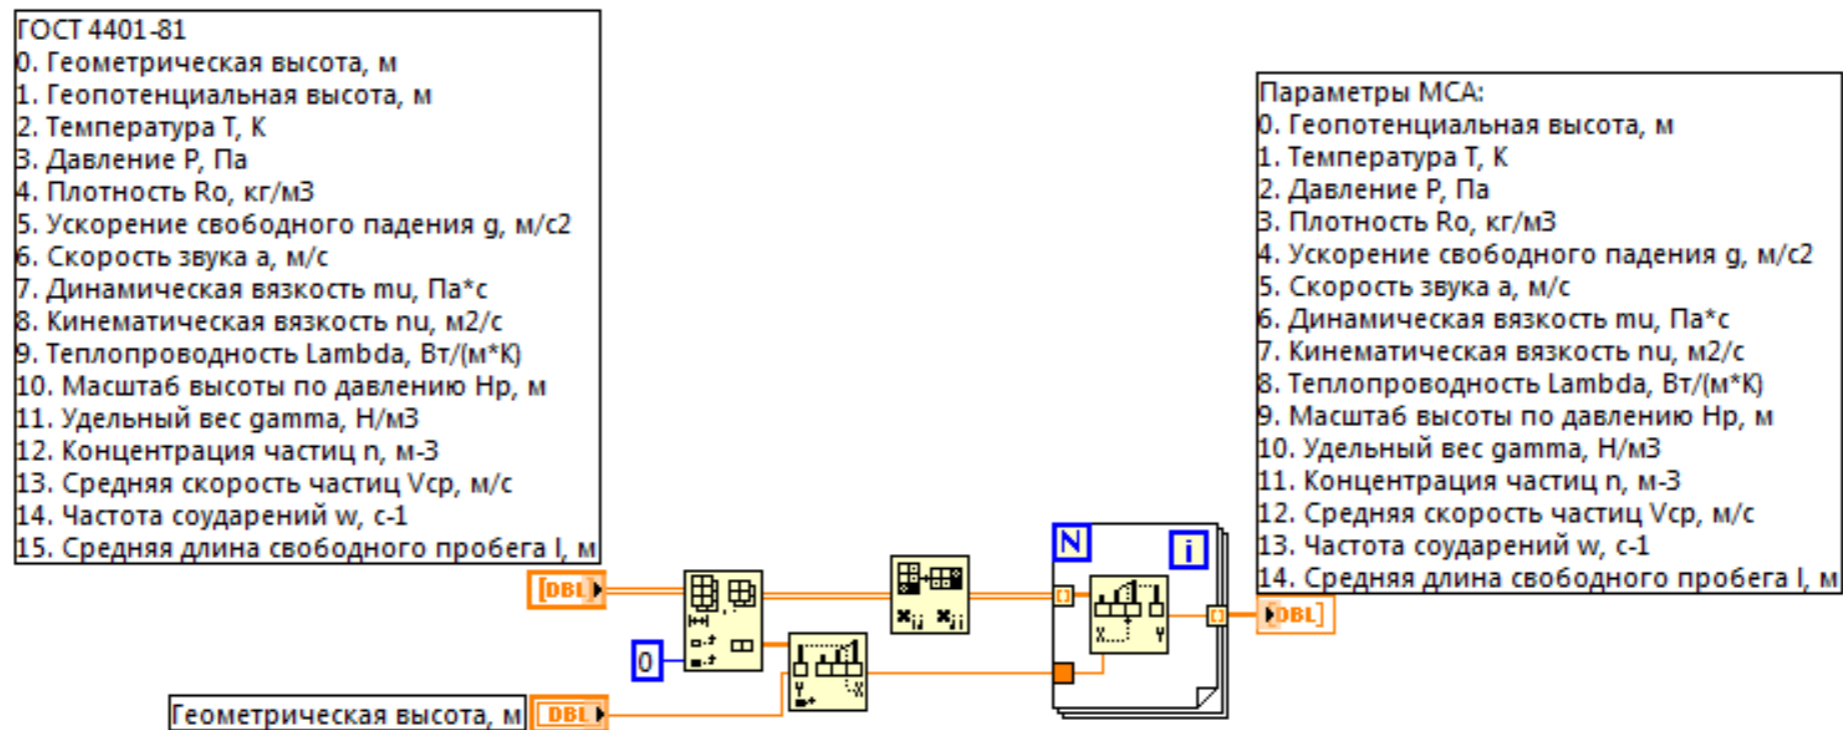 ГОСТ 4401-81
0. Геометрическая высота, м
1. Геопотенциальная высота, м
2. Температура T, К
3. Давление P, Па
4. Плотность Ro, кг/м3
5. Ускорение свободного падения g, м/с2
6. Скорость звука a, м/с
7. Динамическая вязкость mu, Па*с
8. Кинематическая вязкость nu, м2/с
9. Теплопроводность Lambda, Вт/(м*К)
10. Масштаб высоты по давлению Hp, м
11. Удельный вес gamma, Н/м3
12. Концентрация частиц n, м-3
13. Средняя скорость частиц Vср, м/с
14. Частота соударений w, с-1
15. Средняя длина свободного пробега l, м
Параметры МСА:
0. Геопотенциальная высота, м
1. Температура T, К
2. Давление P, Па
3. Плотность Ro, кг/м3
4. Ускорение свободного падения g, м/с2
5. Скорость звука a, м/с
6. Динамическая вязкость mu, Па*с
7. Кинематическая вязкость nu, м2/с
8. Теплопроводность Lambda, Вт/(м*К)
9. Масштаб высоты по давлению Hp, м
10. Удельный вес gamma, Н/м3
11. Концентрация частиц n, м-3
12. Средняя скорость частиц Vср, м/с
13. Частота соударений w, с-1
14. Средняя длина свободного пробега l, м
[DBL]
0
Геометрическая высота, м
DBL
Y
X
xij xij
N
i
X
Y
[DBL]